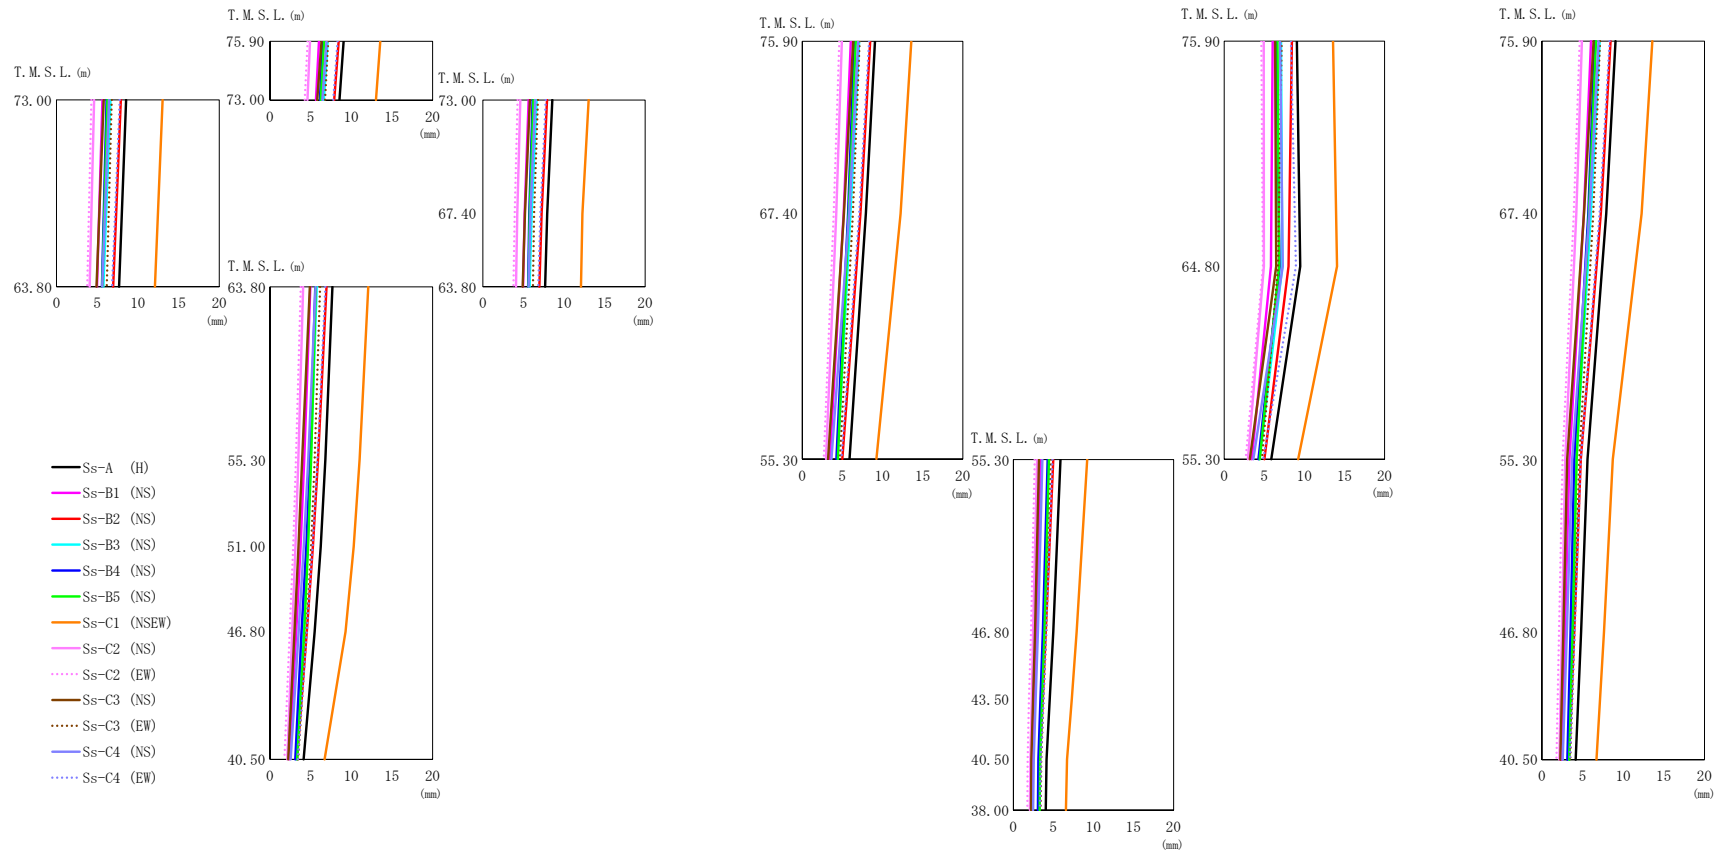 T.M.S.L.(m)
73.00
63.80
0 5 10 15 20
(mm)
T.M.S.L.(m)
75.90
73.00
0 5 10 15 20
(mm)
T.M.S.L.(m)
73.00
67.40
63.80
0 5 10 15 20
(mm)
T.M.S.L.(m)
63.80
55.30
51.00
46.80
40.50
0 5 10 15 20
(mm)
Ss-A (H)
Ss-B1 (NS)
Ss-B2 (NS)
Ss-B3 (NS)
Ss-B4 (NS)
Ss-B5 (NS)
Ss-C1 (NSEW)
Ss-C2 (NS)
Ss-C2 (EW)
Ss-C3 (NS)
Ss-C3 (EW)
Ss-C4 (NS)
Ss-C4 (EW)
T.M.S.L.(m)
75.90
67.40
55.30
0 5 10 15 20
(mm)
T.M.S.L.(m)
55.30
46.80
43.50
40.50
38.00
0 5 10 15 20
(mm)
T.M.S.L.(m)
75.90
64.80
55.30
0 5 10 15 20
(mm)
T.M.S.L.(m)
75.90
67.40
55.30
46.80
40.50
0 5 10 15 20
(mm)